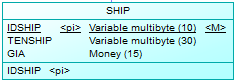 SHIP
IDSHIP <pi> Variable multibyte (10) <M>
TENSHIP Variable multibyte (30)
GIA Money (15)
IDSHIP <pi>